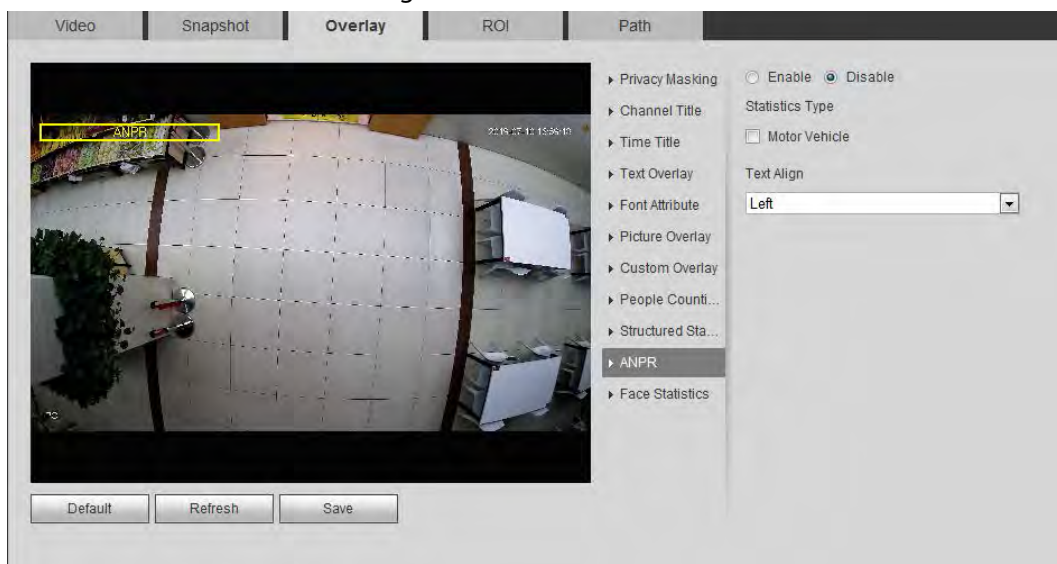 Video Snapshot Overlay ROI Path
Privacy Masking
Channel Title
Time Title
Text Overlay
Font Attribute
Picture Overlay
Custom Overlay
People Counti...
Structured Sta...
ANPR
Face Statistics
Enable Disable
Statistics Type
Motor Vehicle
Text Align
Left
ANPR
Default Refresh Save